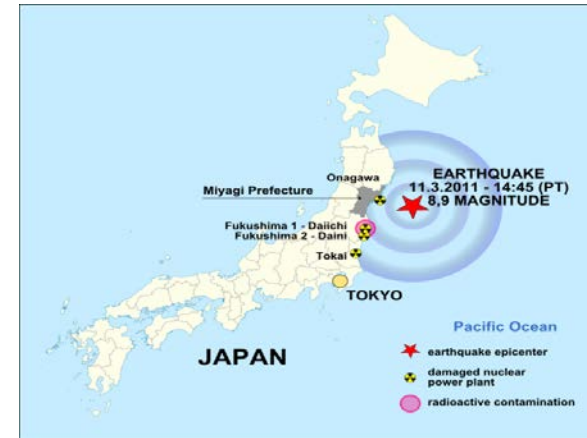 Onagawa
EARTHQUAKE
11.3.2011 - 14:45 (PT)
8,9 MAGNITUDE
Miyagi Prefecture
Fukushima 1 - Daiichi
Fukushima 2 - Daini
Tokai
TOKYO
JAPAN
Pacific Ocean
earthquake epicenter
damaged nuclear
power plant
radioactive contamination